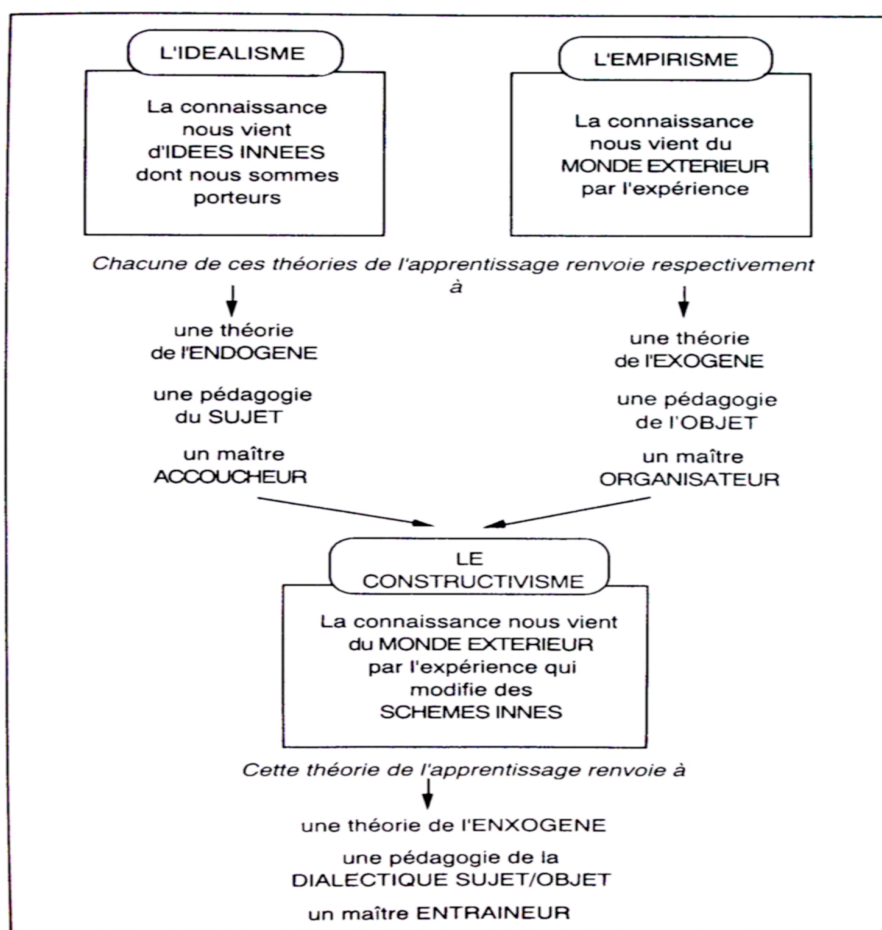 L'IDEALISME
La connaissance
nous vient
d'IDEES INNEES
dont nous sommes
porteurs
L'EMPIRISME
La connaissance
nous vient du
MONDE EXTERIEUR
par l'expérience
Chacune de ces théories de l'apprentissage renvoie respectivement
à
une théorie
de l'ENDOGENE
une pédagogie
du SUJET
un maître
ACCOUCHEUR
une théorie
de l'EXOGENE
une pédagogie
de l'OBJET
un maître
ORGANISATEUR
LE
CONSTRUCTIVISME
La connaissance nous vient
du MONDE EXTERIEUR
par l'expérience qui
modifie des
SCHEMES INNES
Cette théorie de l'apprentissage renvoie à
une théorie de l'ENXOGENE
une pédagogie de la
DIALECTIQUE SUJET/OBJET
un maître ENTRAINEUR